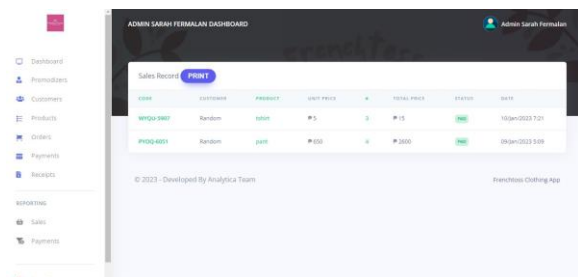 ADMIN SARAH FERMALAN DASHBOARD
Admin Sarah Fermalan
Dashboard
Promodizers
Customers
Products
Orders
Payments
Receipts
REPORTING
Sales
Payments
Sales Record PRINT
CODE CUSTOMER PRODUCT UNIT PRICE # TOTAL PRICE STATUS DATE
Random tshirt ₱ 5 3 ₱ 15 Paid 10/Jan/2023 7:21
Random pant ₱ 650 4 ₱ 2600 Paid 09/Jan/2023 5:09
© 2023 - Developed By Analytica Team
Frenchtoss Clothing App